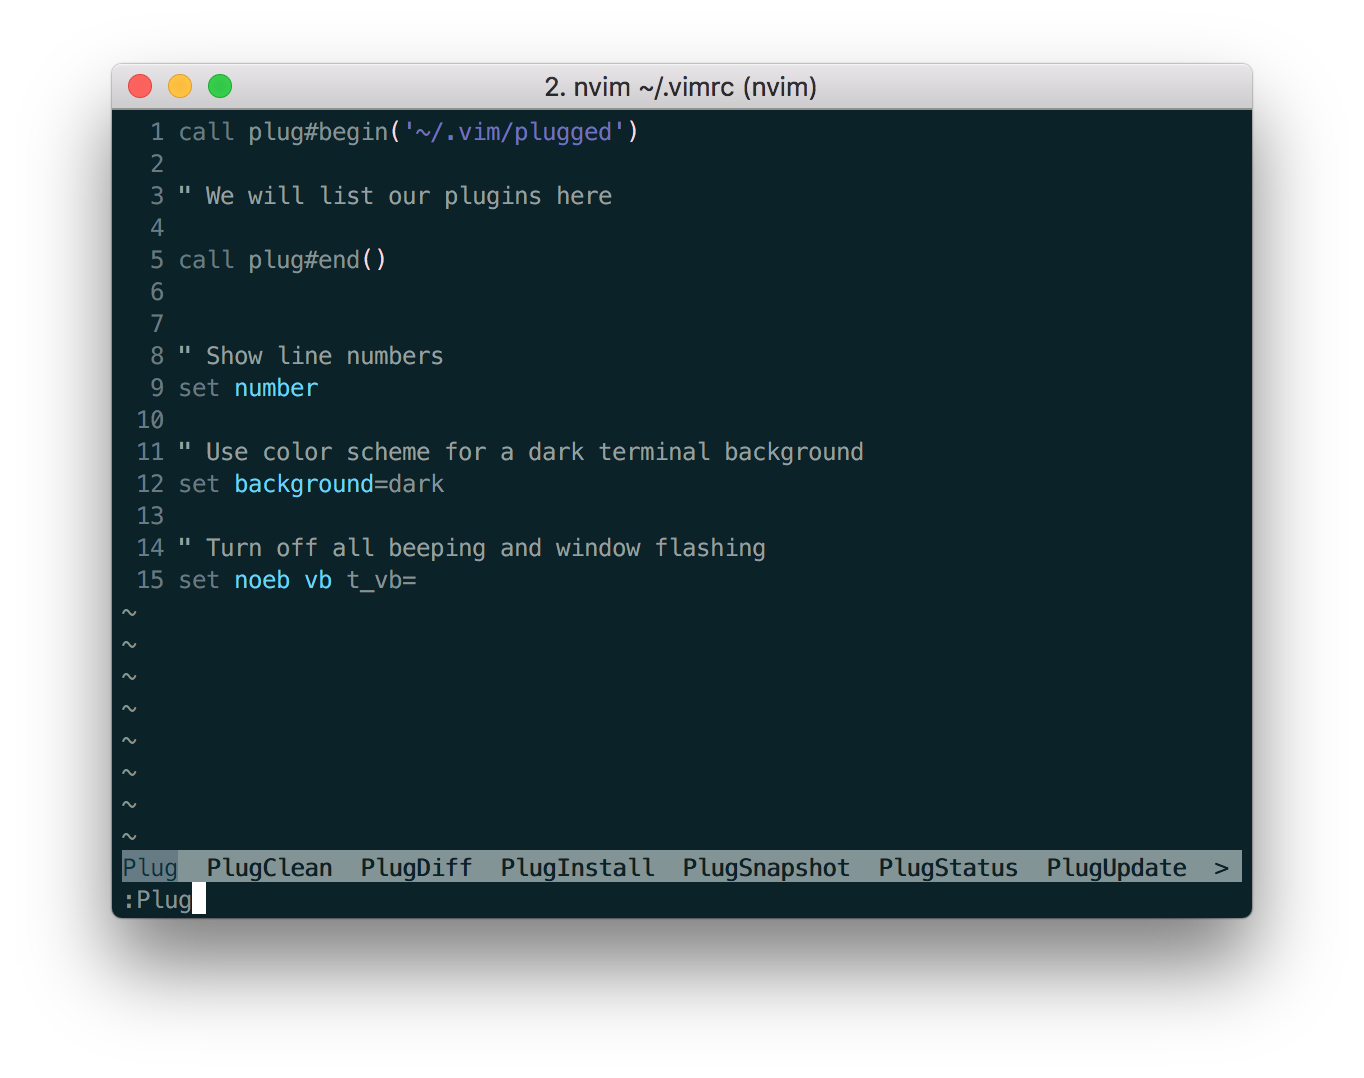 2. nvim ~/.vimrc (nvim)
1 call plug#begin('~/.vim/plugged')
2
3 " We will list our plugins here
4
5 call plug#end()
6
7
8 " Show line numbers
9 set number
10
11 " Use color scheme for a dark terminal background
12 set background=dark
13
14 " Turn off all beeping and window flashing
15 set noeb vb t_vb=
~
~
~
~
~
~
~
~
Plug PlugClean PlugDiff PlugInstall PlugSnapshot PlugStatus PlugUpdate >
:Plug